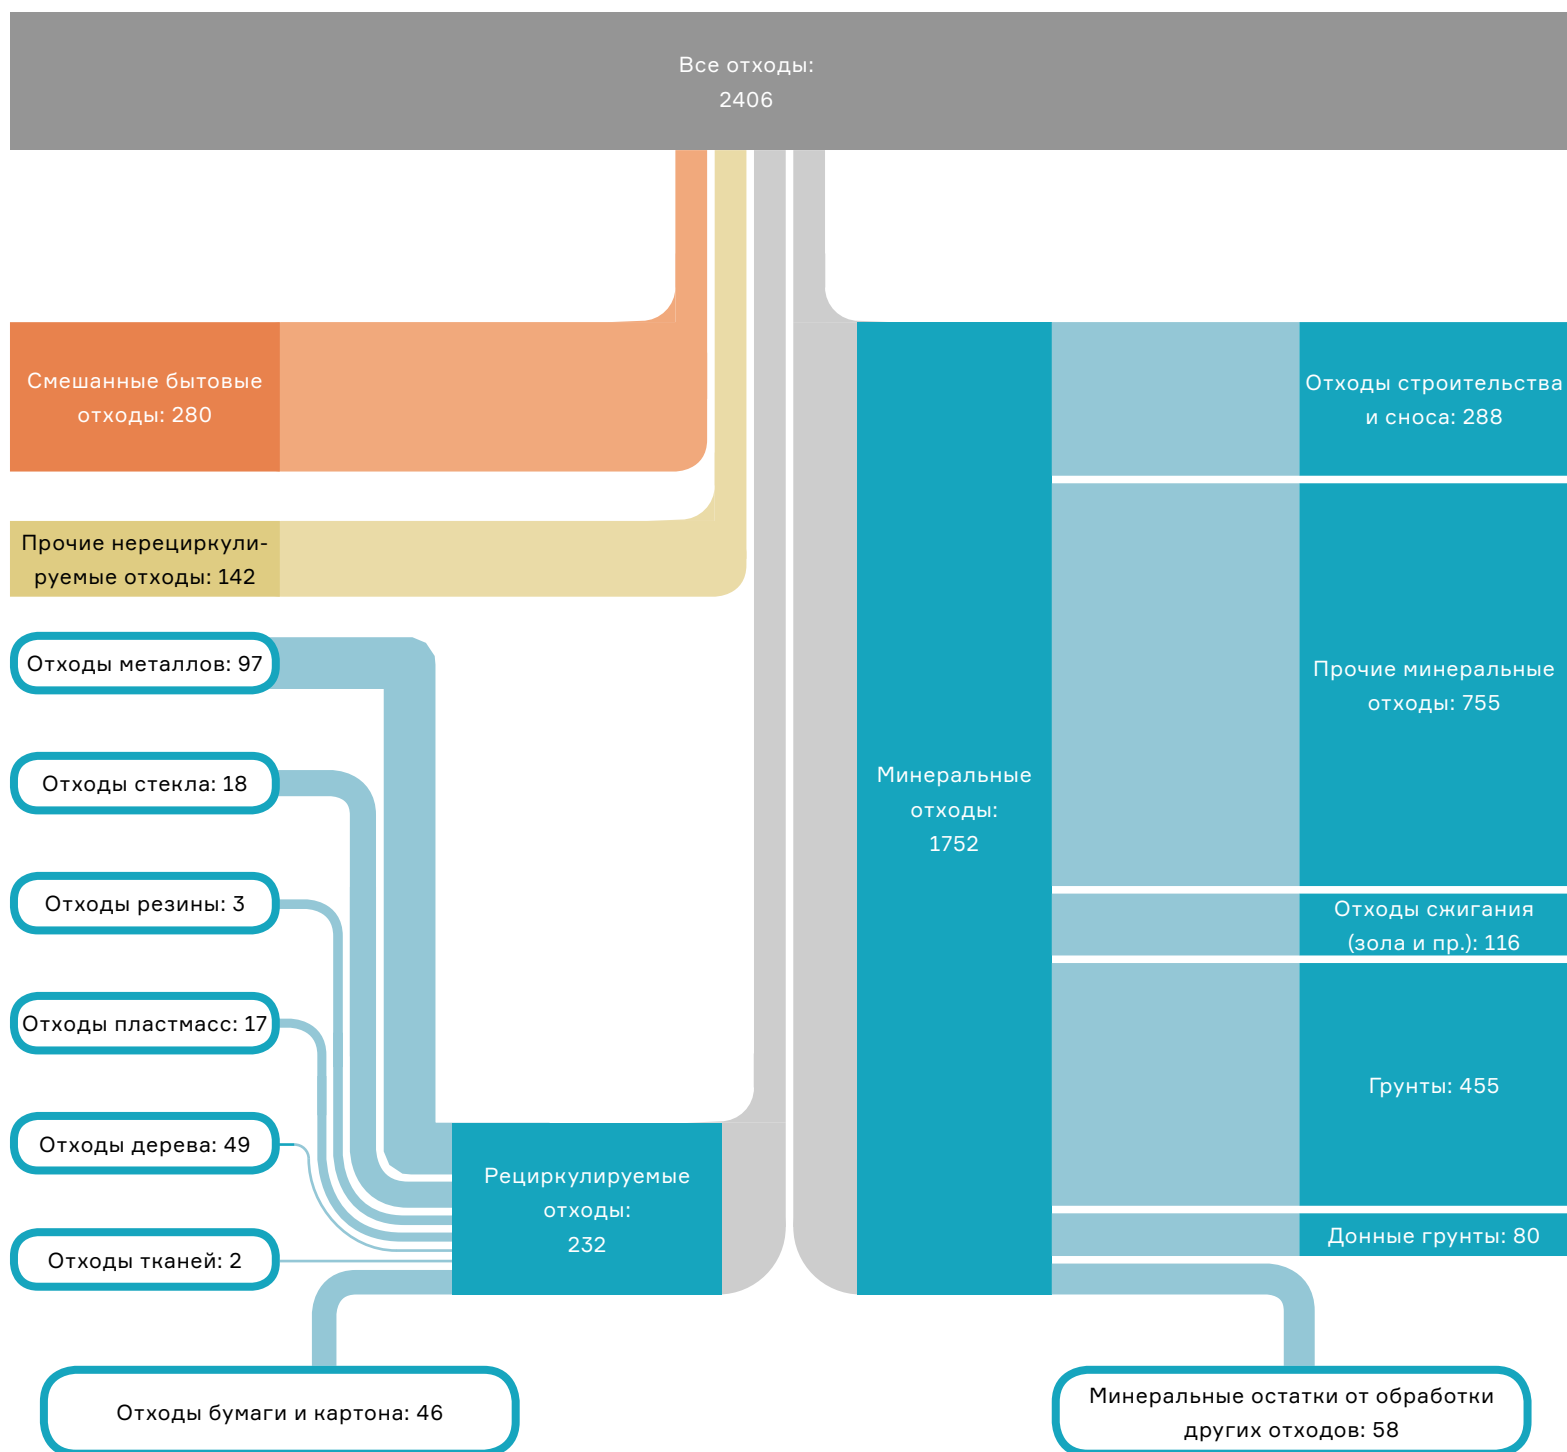 Все отходы:
2406
Смешанные бытовые
отходы: 280
Прочие нерециркули-
руемые отходы: 142
Отходы металлов: 97
Отходы стекла: 18
Отходы резины: 3
Отходы пластмасс: 17
Отходы дерева: 49
Отходы тканей: 2
Отходы бумаги и картона: 46
Рециркулируемые
отходы:
232
Минеральные
отходы:
1752
Отходы строительства
и сноса: 288
Прочие минеральные
отходы: 755
Отходы сжигания
(зола и пр.): 116
Грунты: 455
Донные грунты: 80
Минеральные остатки от обработки
других отходов: 58